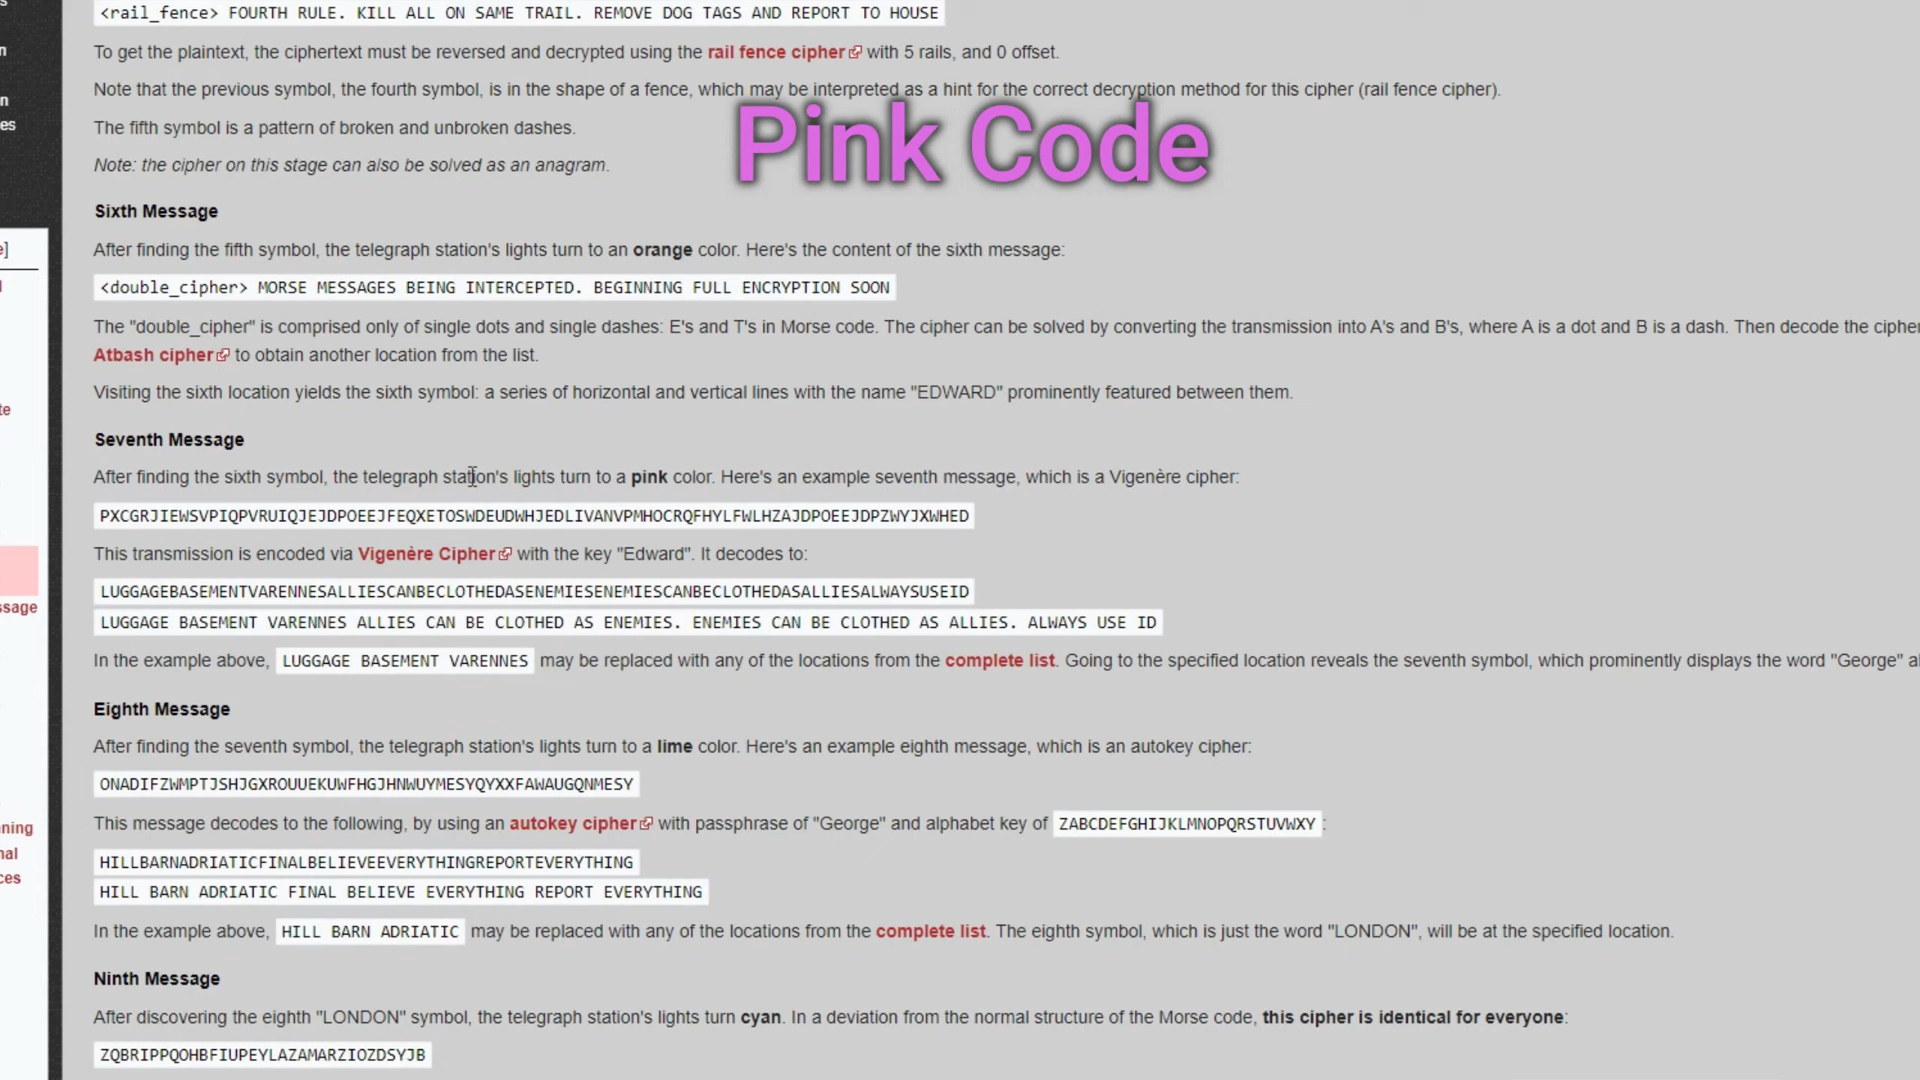 <rail_fence> FOURTH RULE. KILL ALL ON SAME TRAIL. REMOVE DOG TAGS AND REPORT TO HOUSE
To get the plaintext, the ciphertext must be reversed and decrypted using the rail fence cipher with 5 rails, and 0 offset.
Note that the previous symbol, the fourth symbol, is in the shape of a fence, which may be interpreted as a hint for the correct decryption method for this cipher (rail fence cipher).
Pink Code
The fifth symbol is a pattern of broken and unbroken dashes.
Note: the cipher on this stage can also be solved as an anagram.
Sixth Message
After finding the fifth symbol, the telegraph station's lights turn to an orange color. Here's the content of the sixth message:
<double_cipher> MORSE MESSAGES BEING INTERCEPTED. BEGINNING FULL ENCRYPTION SOON
The "double_cipher" is comprised only of single dots and single dashes: E's and T's in Morse code. The cipher can be solved by converting the transmission into A's and B's, where A is a dot and B is a dash. Then decode the cipher
Atbash cipher to obtain another location from the list.
Visiting the sixth location yields the sixth symbol: a series of horizontal and vertical lines with the name "EDWARD" prominently featured between them.
Seventh Message
After finding the sixth symbol, the telegraph station's lights turn to a pink color. Here's an example seventh message, which is a Vigenère cipher:
PXCGRJIEWSVPIQPVRUIQJEJDPOEEJFEQXETOSWDEUDWHJEDLIVANVPMHOCRQFHYLFWLHZAJDPOEEJDPZWYJXWHED
This transmission is encoded via Vigenère Cipher with the key "Edward". It decodes to:
LUGGAGEBASEMENTVARENNESALLIESCANBECLOTHEDASENEMIESENEMIESCANBECLOTHEDASALLIESALWAYSUSEID
LUGGAGE BASEMENT VARENNES ALLIES CAN BE CLOTHED AS ENEMIES. ENEMIES CAN BE CLOTHED AS ALLIES. ALWAYS USE ID
In the example above, LUGGAGE BASEMENT VARENNES may be replaced with any of the locations from the complete list. Going to the specified location reveals the seventh symbol, which prominently displays the word "George" al
Eighth Message
After finding the seventh symbol, the telegraph station's lights turn to a lime color. Here's an example eighth message, which is an autokey cipher:
ONADIFZWMPTJSHJGXROUUEKUWFHGJHNWUYMESYQYXXFAWAUGQNMESY
This message decodes to the following, by using an autokey cipher with passphrase of "George" and alphabet key of ZABCDEFGHIJKLMNOPQRSTUVWXY:
HILLBARNADRIATICFINALBELIEVEEVERYTHINGREPORTEVERYTHING
HILL BARN ADRIATIC FINAL BELIEVE EVERYTHING REPORT EVERYTHING
In the example above, HILL BARN ADRIATIC may be replaced with any of the locations from the complete list. The eighth symbol, which is just the word "LONDON", will be at the specified location.
Ninth Message
After discovering the eighth "LONDON" symbol, the telegraph station's lights turn cyan. In a deviation from the normal structure of the Morse code, this cipher is identical for everyone:
ZQBRIPPQOHBFIUPEYLAZAMARZIOZDSYJB